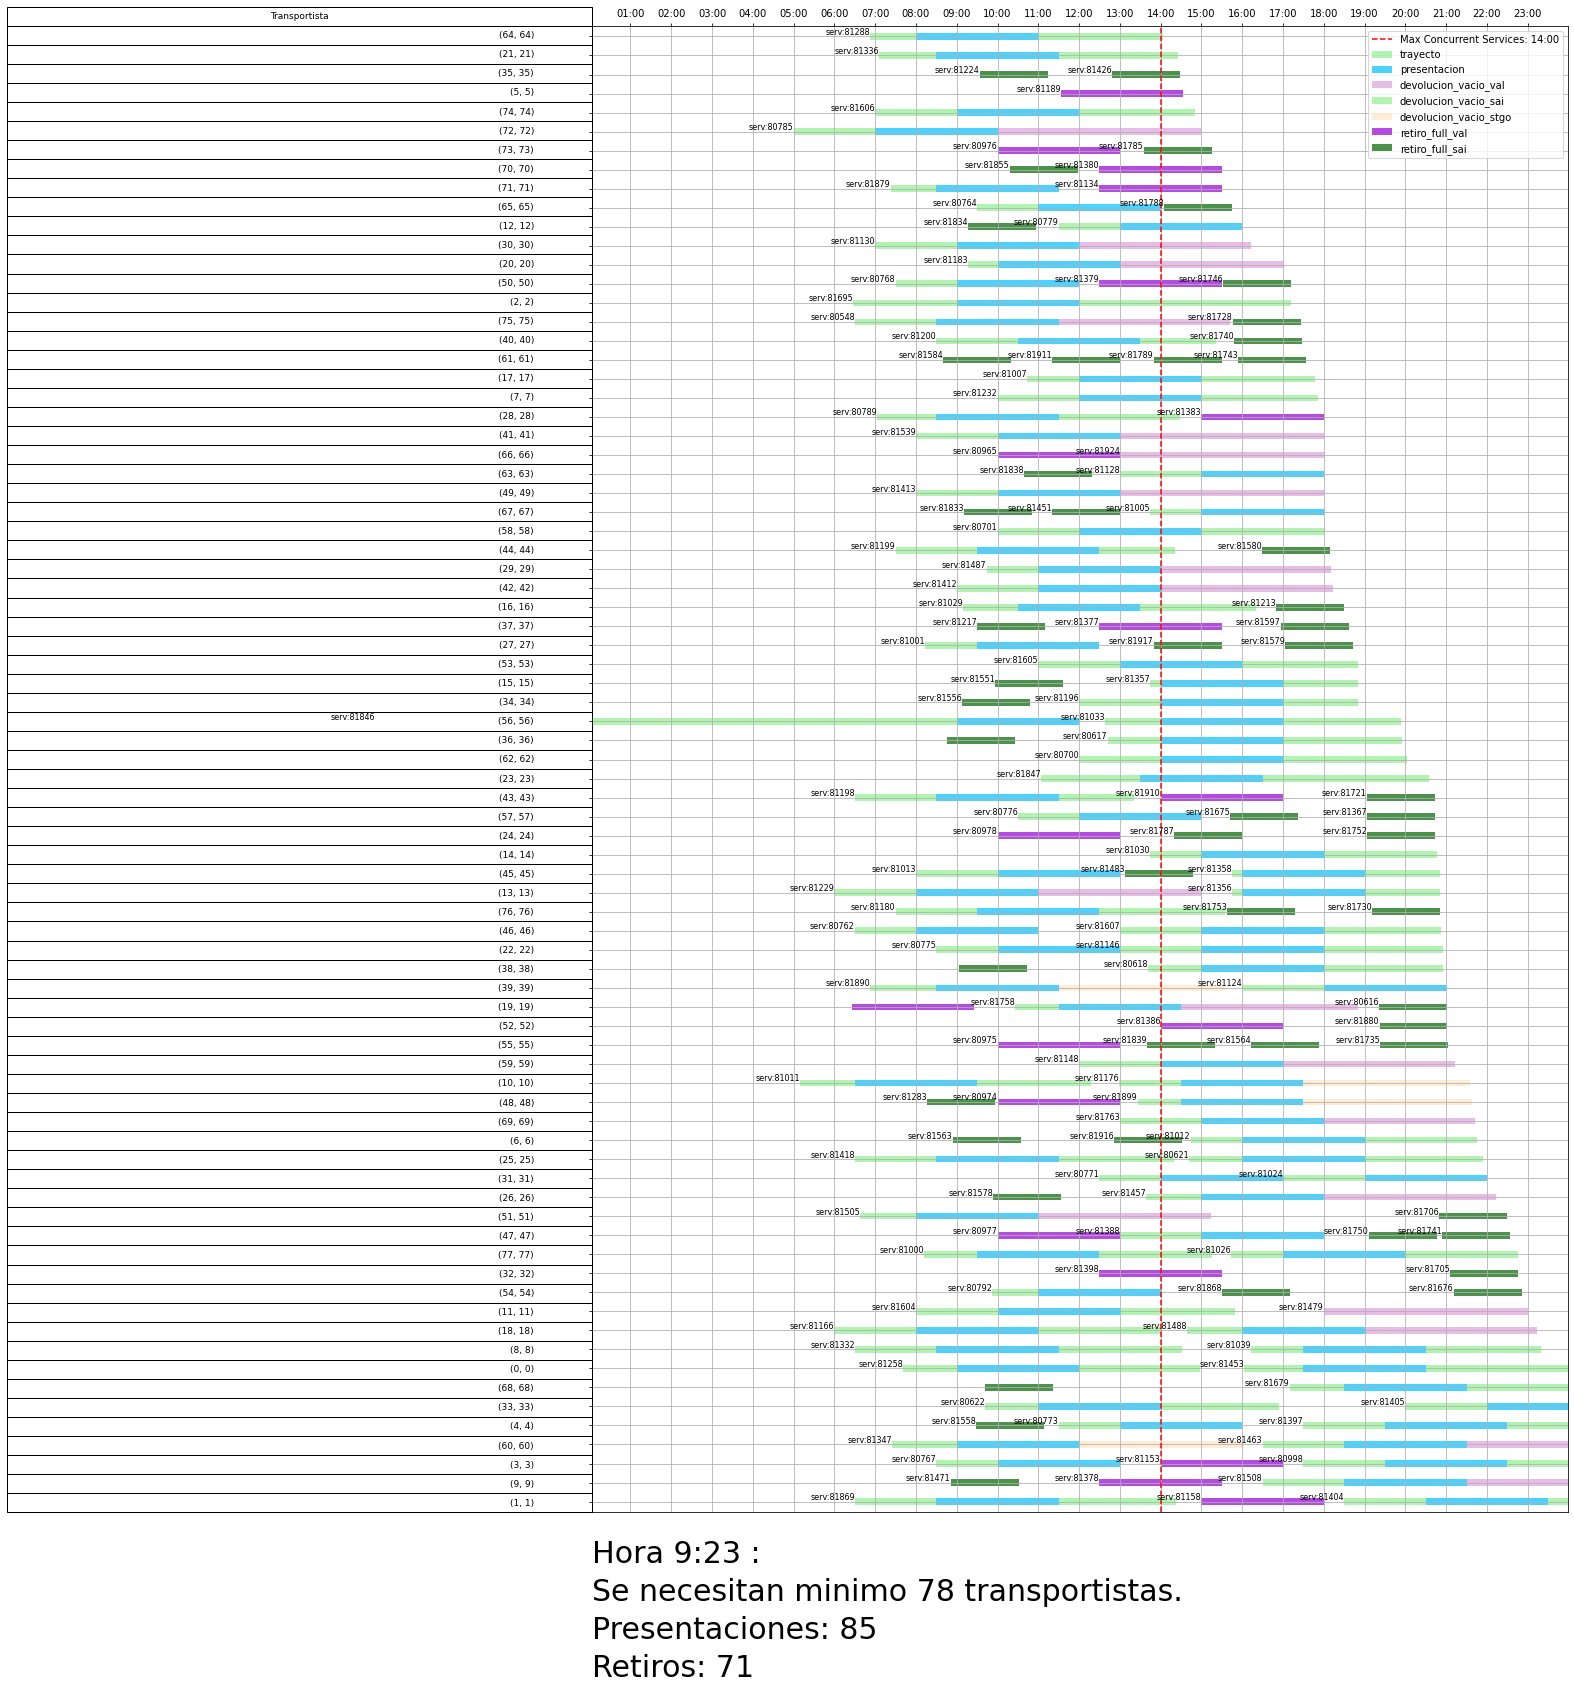 Transportista 01:00 02:00 03:00 04:00 05:00 06:00 07:00 08:00 09:00 10:00 11:00 12:00 13:00 14:00 15:00 16:00 17:00 18:00 19:00 20:00 21:00 22:00 23:00
Max Concurrent Services: 14:00
trayecto
presentacion
devolucion_vacio_val
devolucion_vacio_sai
devolucion_vacio_stgo
retiro_full_val
retiro_full_sai
(64, 64) serv:81288
(21, 21) serv:81336
(35, 35) serv:81224 serv:81426
(5, 5) serv:81189
(74, 74) serv:81606
(72, 72) serv:80785
(73, 73) serv:80976 serv:81785
(70, 70) serv:81855 serv:81380
(71, 71) serv:81879 serv:81134
(65, 65) serv:80764 serv:81788
(12, 12) serv:81834 serv:80779
(30, 30) serv:81130
(20, 20) serv:81183
(50, 50) serv:80768 serv:81379 serv:81746
(2, 2) serv:81695
(75, 75) serv:80548 serv:81728
(40, 40) serv:81200 serv:81740
(61, 61) serv:81584 serv:81911 serv:81789 serv:81743
(17, 17) serv:81007
(7, 7) serv:81232
(28, 28) serv:80789 serv:81383
(41, 41) serv:81539
(66, 66) serv:80965 serv:81924
(63, 63) serv:81838 serv:81128
(49, 49) serv:81413
(67, 67) serv:81833 serv:81451 serv:81005
(58, 58) serv:80701
(44, 44) serv:81199 serv:81580
(29, 29) serv:81487
(42, 42) serv:81412
(16, 16) serv:81029 serv:81213
(37, 37) serv:81217 serv:81377 serv:81597
(27, 27) serv:81001 serv:81917 serv:81579
(53, 53) serv:81605
(15, 15) serv:81551 serv:81357
(34, 34) serv:81556 serv:81196
serv:81846 (56, 56) serv:81033
(36, 36) serv:80617
(62, 62) serv:80700
(23, 23) serv:81847
(43, 43) serv:81198 serv:81910 serv:81721
(57, 57) serv:80776 serv:81675 serv:81367
(24, 24) serv:80978 serv:81787 serv:81752
(14, 14) serv:81030
(45, 45) serv:81013 serv:81483 serv:81358
(13, 13) serv:81229 serv:81356
(76, 76) serv:81180 serv:81753 serv:81730
(46, 46) serv:80762 serv:81607
(22, 22) serv:80775 serv:81146
(38, 38) serv:80618
(39, 39) serv:81890 serv:81124
(19, 19) serv:81758 serv:80616
(52, 52) serv:81386 serv:81880
(55, 55) serv:80975 serv:81839 serv:81564 serv:81735
(59, 59) serv:81148
(10, 10) serv:81011 serv:81176
(48, 48) serv:81283 serv:80974 serv:81899
(69, 69) serv:81763
(6, 6) serv:81563 serv:81916 serv:81012
(25, 25) serv:81418 serv:80621
(31, 31) serv:80771 serv:81024
(26, 26) serv:81578 serv:81457
(51, 51) serv:81505 serv:81706
(47, 47) serv:80977 serv:81388 serv:81750 serv:81741
(77, 77) serv:81000 serv:81026
(32, 32) serv:81398 serv:81705
(54, 54) serv:80792 serv:81868 serv:81676
(11, 11) serv:81604 serv:81479
(18, 18) serv:81166 serv:81488
(8, 8) serv:81332 serv:81039
(0, 0) serv:81258 serv:81453
(68, 68) serv:81679
(33, 33) serv:80622 serv:81405
(4, 4) serv:81558 serv:80773 serv:81397
(60, 60) serv:81347 serv:81463
(3, 3) serv:80767 serv:81153 serv:80998
(9, 9) serv:81471 serv:81378 serv:81508
(1, 1) serv:81869 serv:81158 serv:81404
Hora 9:23 :
Se necesitan minimo 78 transportistas.
Presentaciones: 85
Retiros: 71